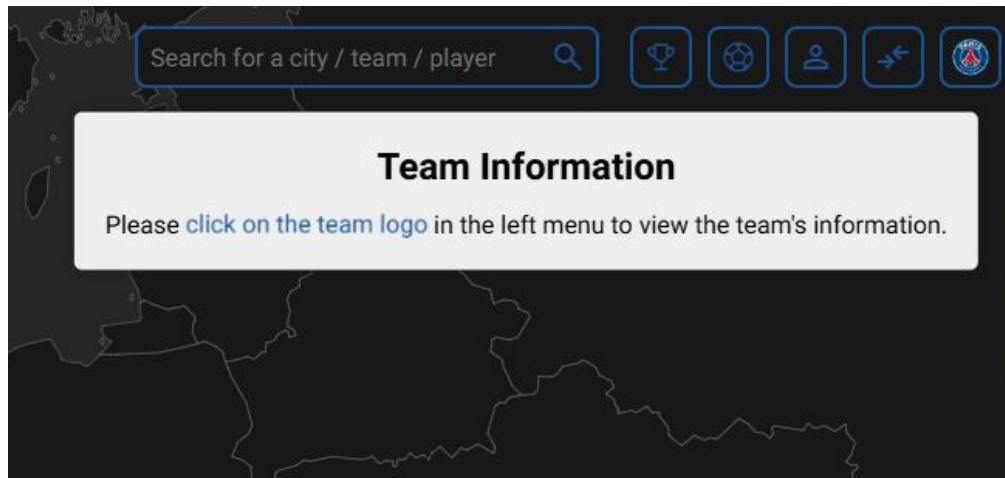 Search for a city / team / player
PARIS
Team Information
Please click on the team logo in the left menu to view the team's information.